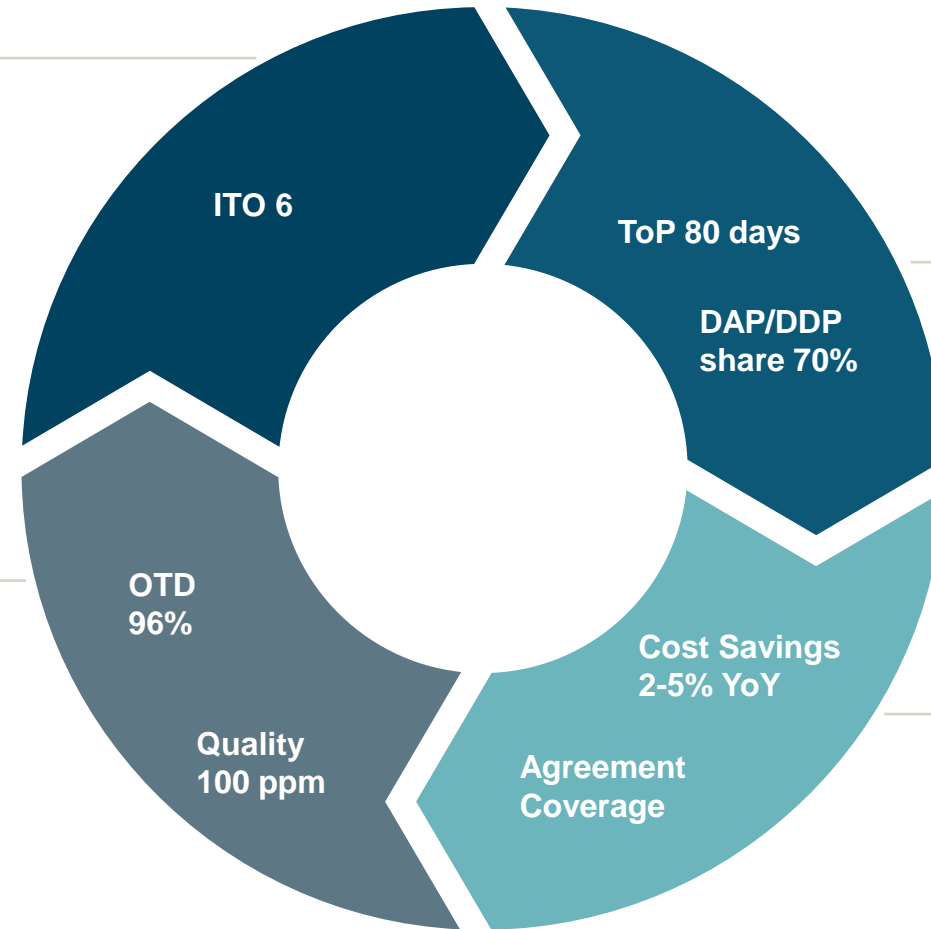 ITO 6
ToP 80 days
DAP/DDP
share 70%
Cost Savings
2-5% YoY
Agreement
Coverage
OTD
96%
Quality
100 ppm